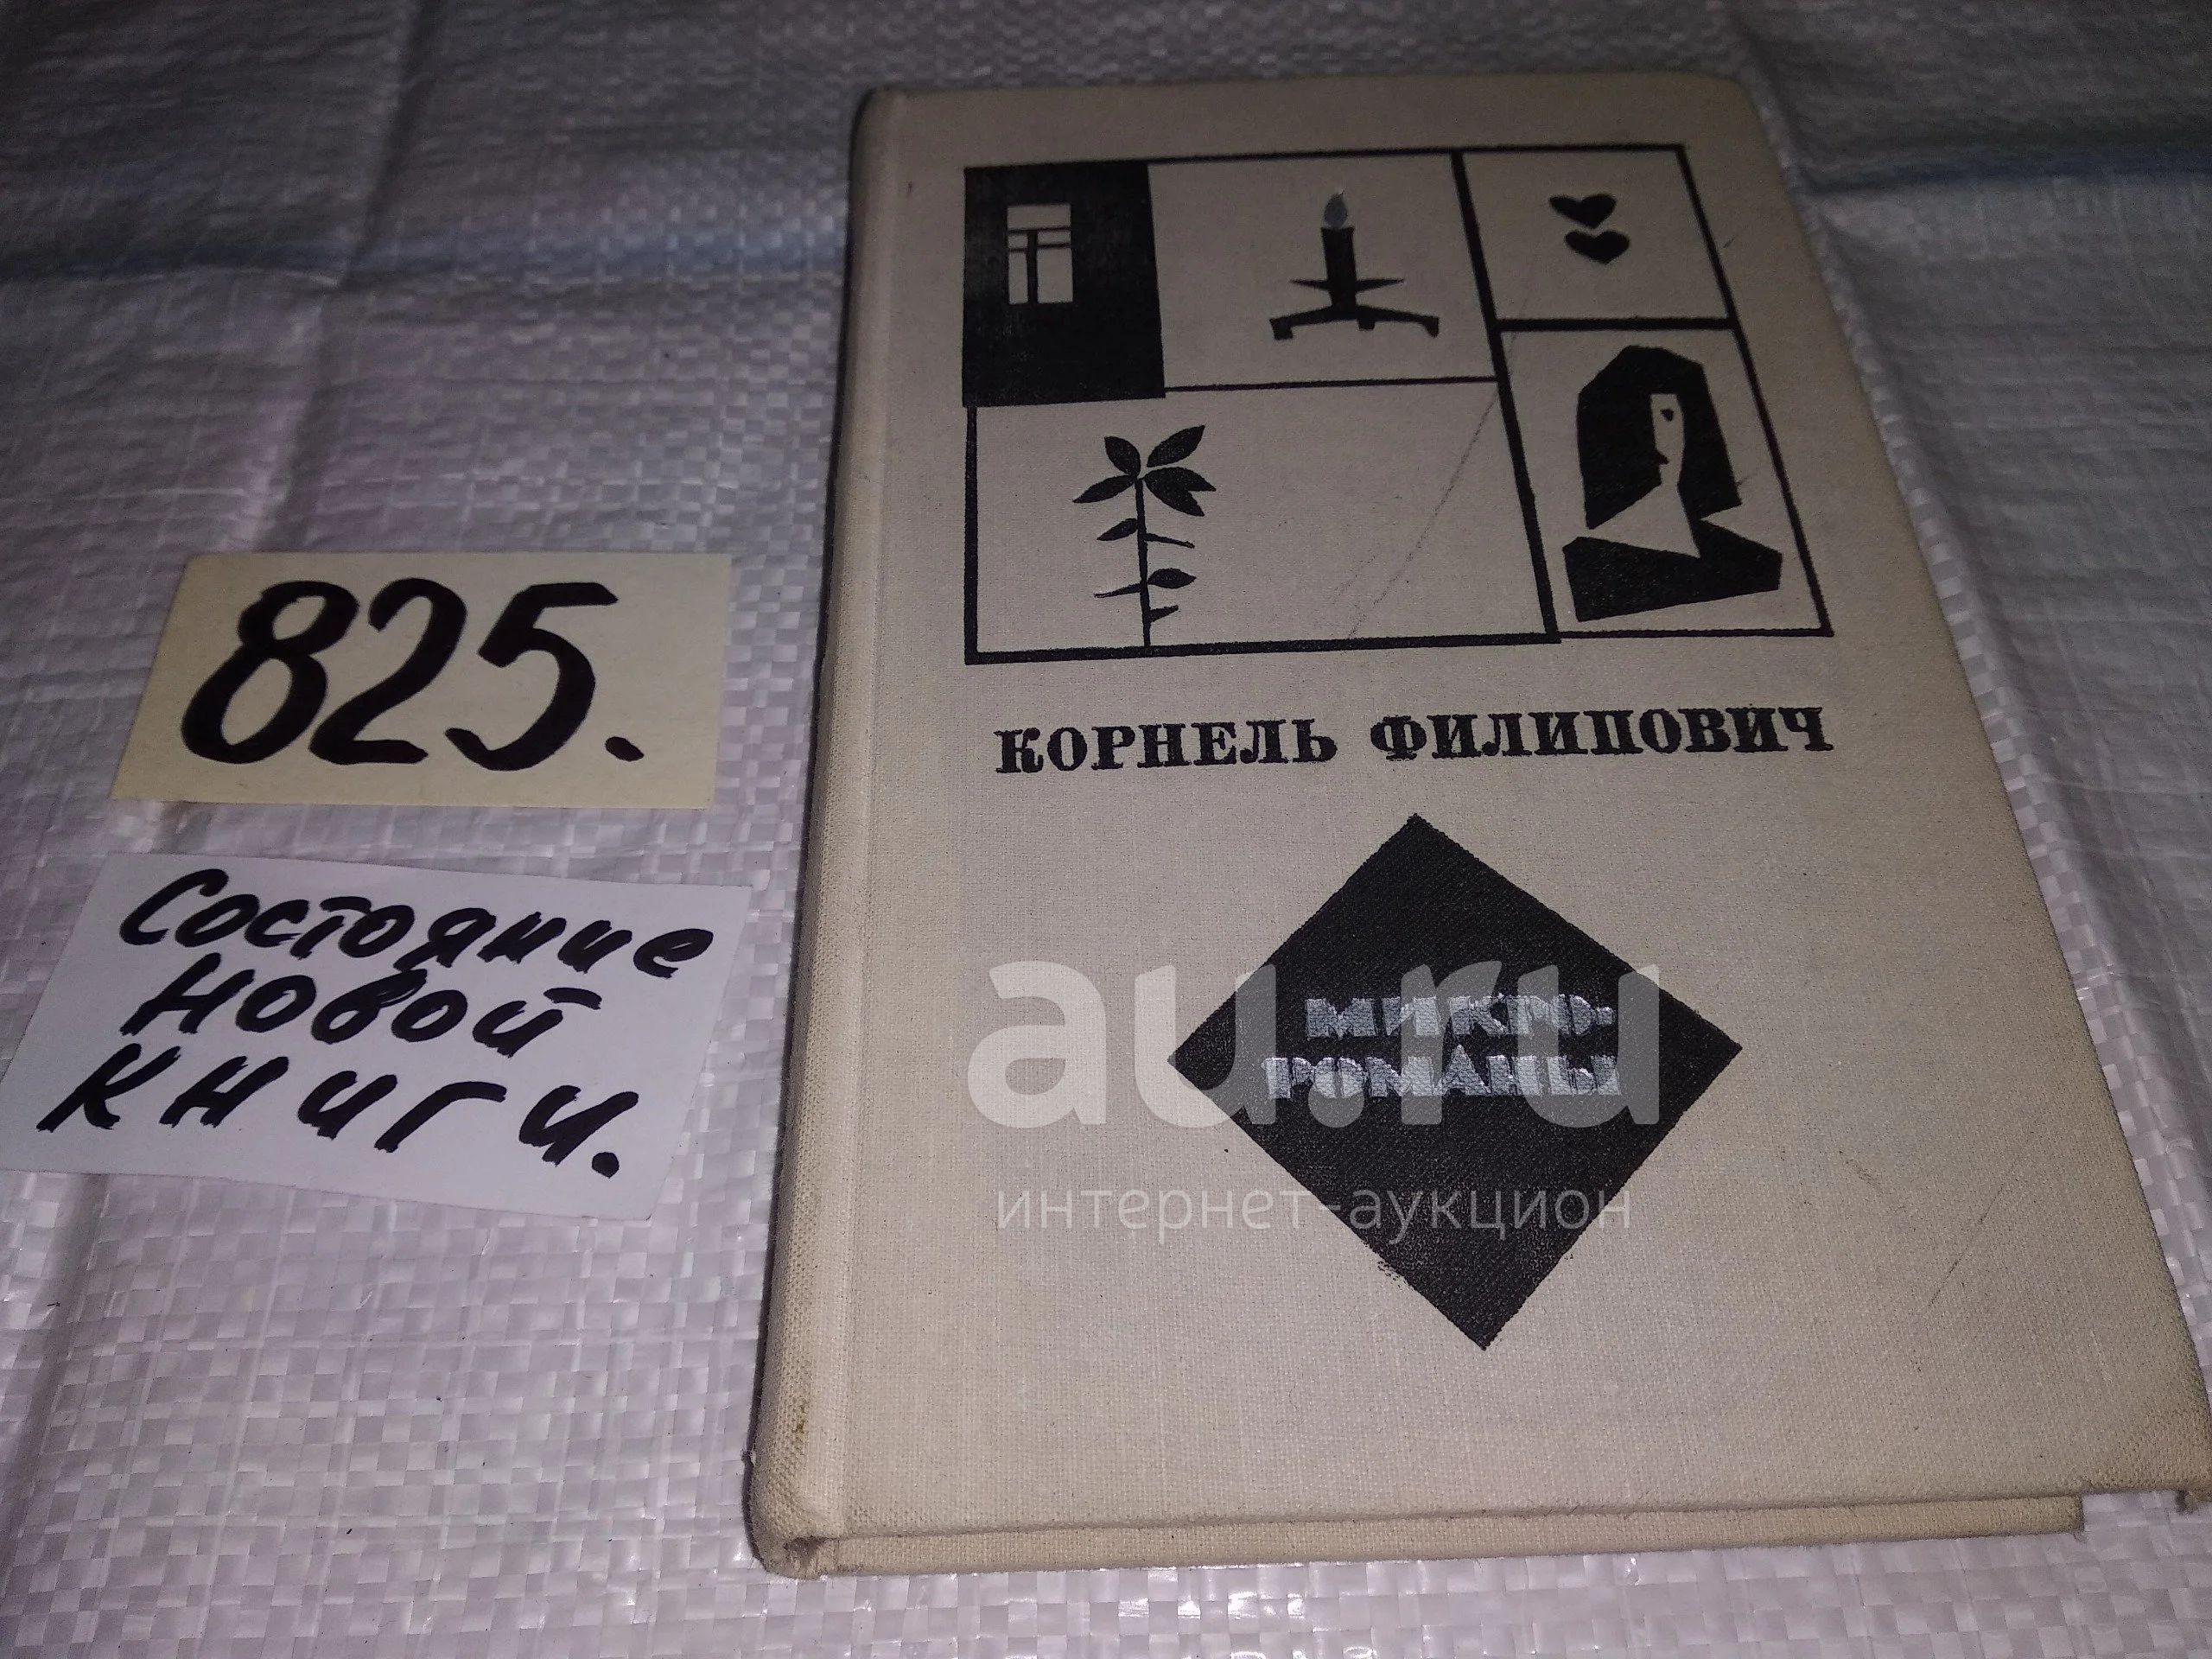 КОРНЕЛЬ ФИЛИПОВИЧ
МИКРО-
РОМАНЫ
825.
Состояние
новой
книги.
au.ru
интернет-аукцион